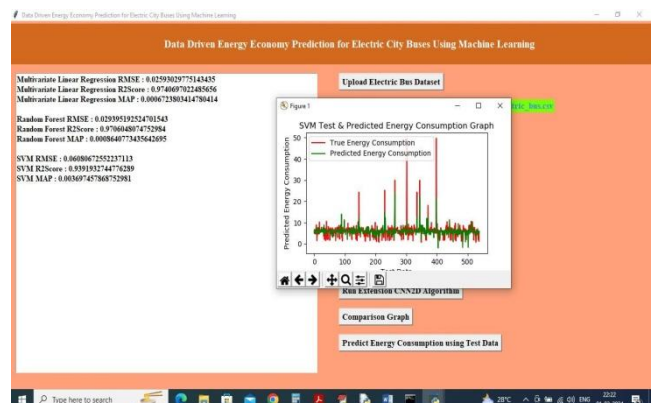 Data Driven Energy Economy Prediction for Electric City Buses Using Machine Learning
Data Driven Energy Economy Prediction for Electric City Buses Using Machine Learning
Multivariate Linear Regression RMSE : 0.02593029775143435
Multivariate Linear Regression R2Score : 0.9740697022485656
Multivariate Linear Regression MAP : 0.0006723803414780414
Random Forest RMSE : 0.029395192524701543
Random Forest R2Score : 0.9706048074752984
Random Forest MAP : 0.0008640773435642695
SVM RMSE : 0.06080672552237113
SVM R2Score : 0.9391932744776289
SVM MAP : 0.003697457868752981
Upload Electric Bus Dataset
tric_bus.csv
Figure 1
SVM Test & Predicted Energy Consumption Graph
True Energy Consumption
Predicted Energy Consumption
Predicted Energy Consumption
50
40
30
20
10
0
0 100 200 300 400 500
Test Data
Run Extension CNN2D Algorithm
Comparison Graph
Predict Energy Consumption using Test Data
Type here to search
28°C
ENG
22:22